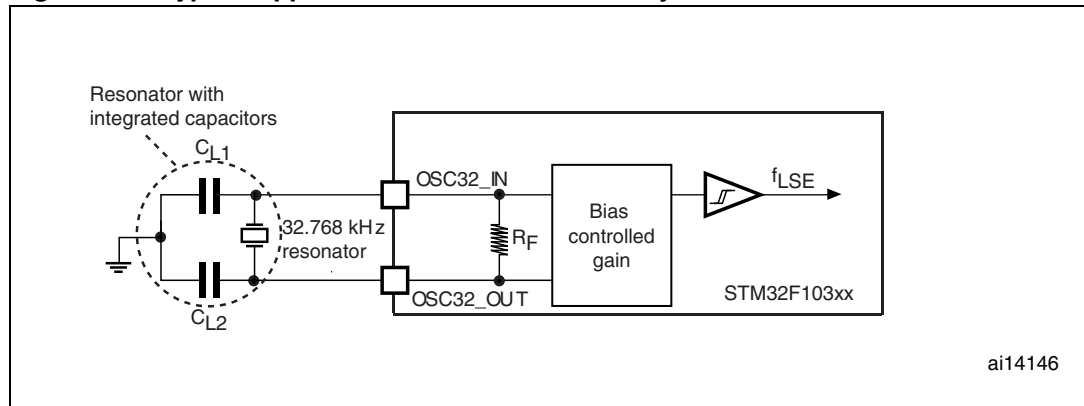 Resonator with
integrated capacitors
CL1
OSC32_IN
fLSE
32.768 kHz
resonator
RF
Bias
controlled
gain
OSC32_OUT
STM32F103xx
CL2
ai14146